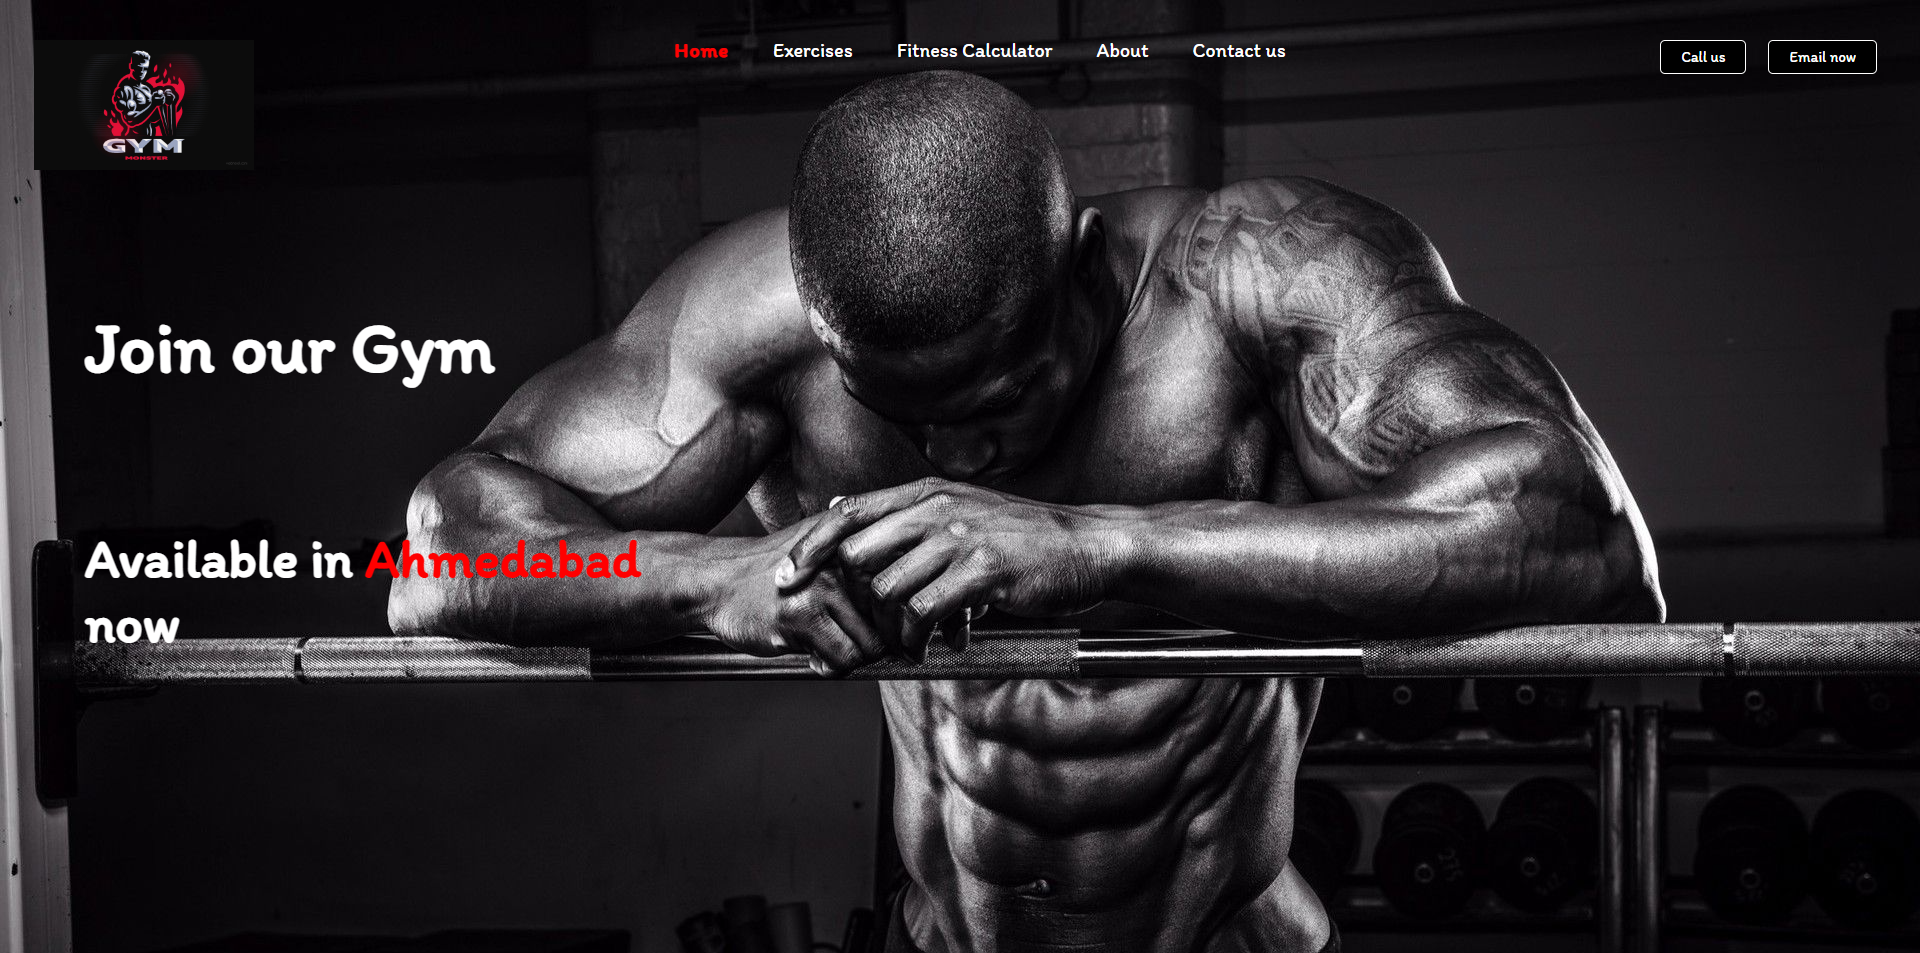 GYM
MONSTER
Home
Exercises
Fitness Calculator
About
Contact us
Call us
Email now
Join our Gym
Available in Ahmedabad
now